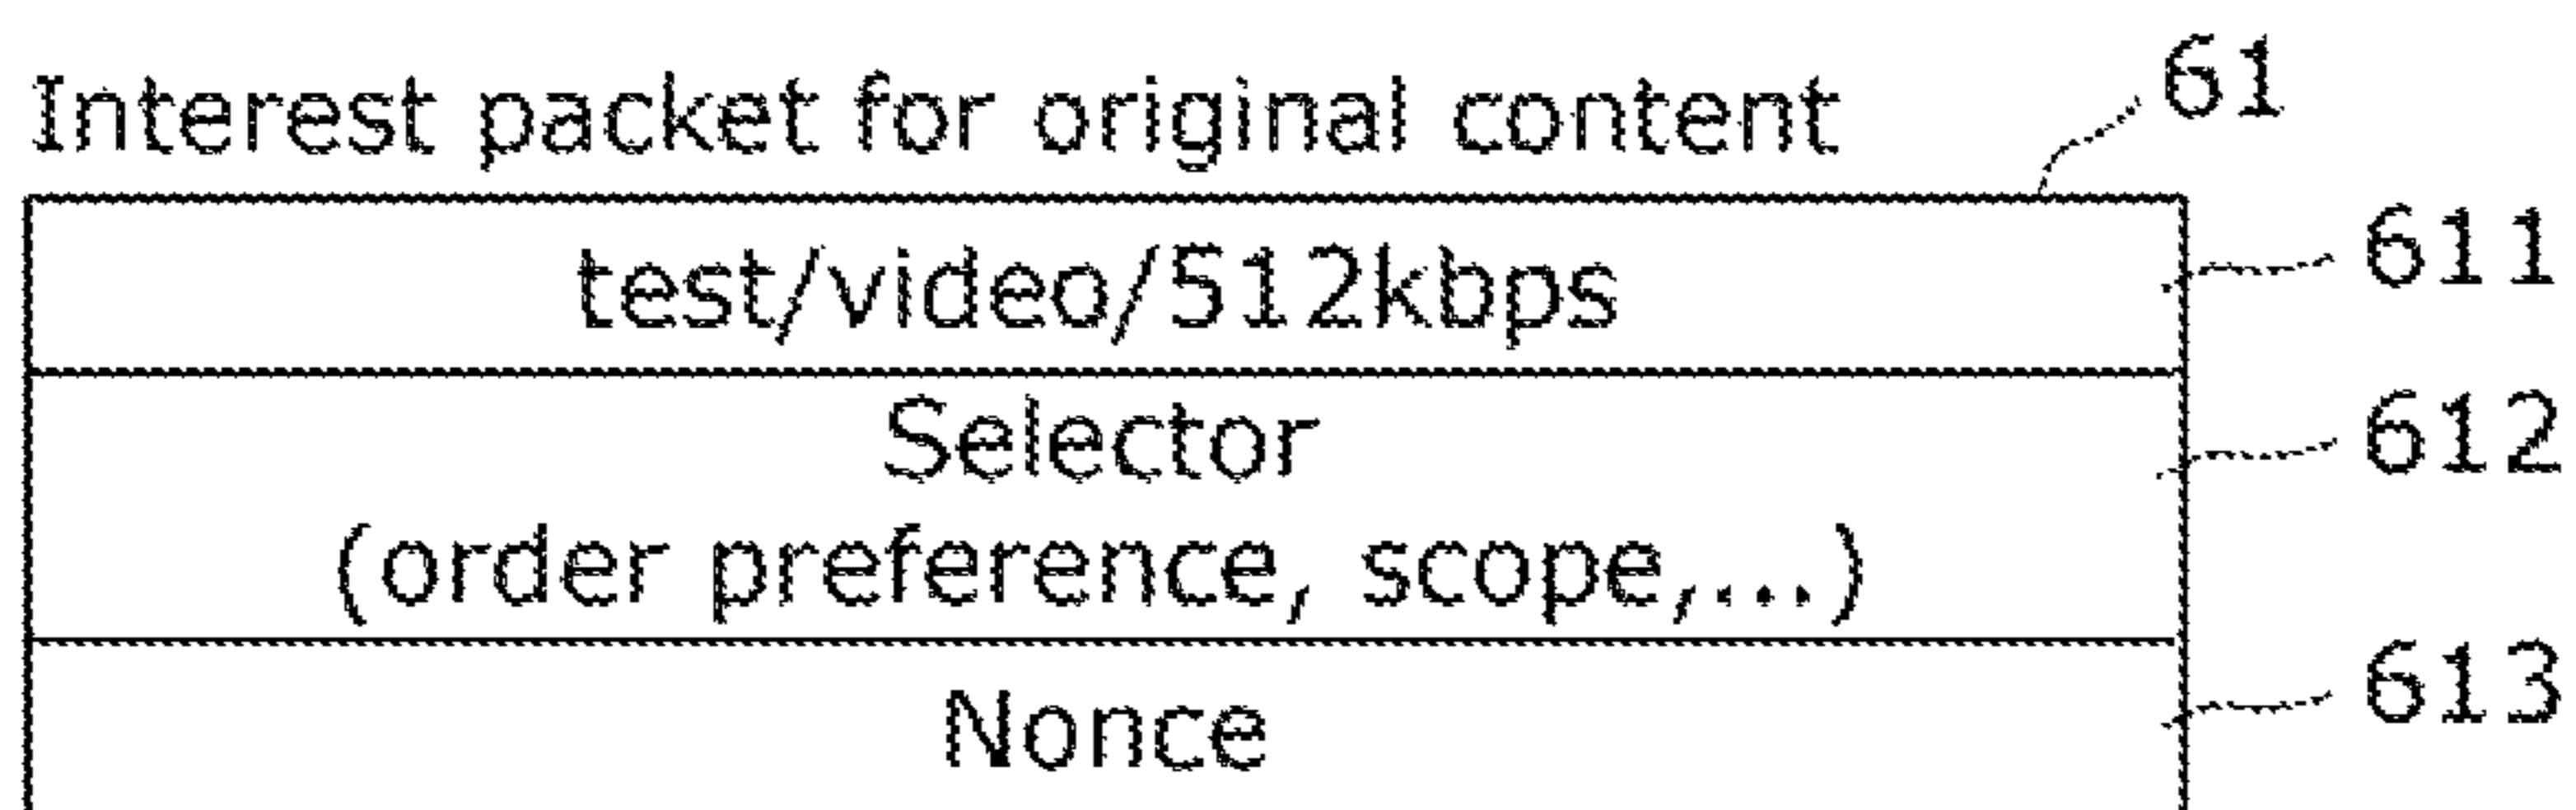 61
Interest packet for original content
test/video/512kbps 611
Selector 612
(order preference, scope,...)
Nonce 613